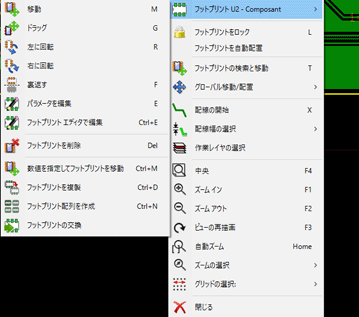 移動 M
ドラッグ G
左に回転 R
右に回転
裏返す F
パラメータを編集 E
フットプリント エディタで編集 Ctrl+E
フットプリントを削除 Del
数値を指定してフットプリントを移動 Ctrl+M
フットプリントを複製 Ctrl+D
フットプリント配列を作成 Ctrl+N
フットプリントの交換
フットプリント U2 - Composant
フットプリントをロック L
フットプリントを自動配置
フットプリントの検索と移動 T
グローバル移動/配置
配線の開始 X
配線幅の選択
作業レイヤの選択
中央 F4
ズーム イン F1
ズーム アウト F2
ビューの再描画 F3
自動ズーム Home
ズームの選択
グリッドの選択:
閉じる